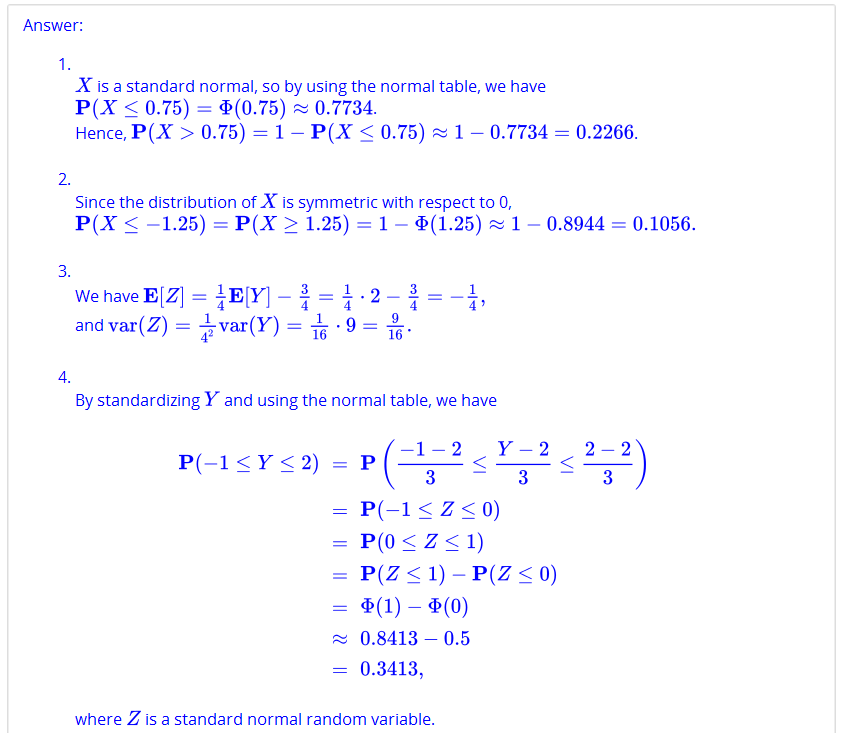 Answer:
1.
X is a standard normal, so by using the normal table, we have
P(X ≤ 0.75) = Φ(0.75) ≈ 0.7734.
Hence, P(X > 0.75) = 1 − P(X ≤ 0.75) ≈ 1 − 0.7734 = 0.2266.
2.
Since the distribution of X is symmetric with respect to 0,
P(X ≤ −1.25) = P(X ≥ 1.25) = 1 − Φ(1.25) ≈ 1 − 0.8944 = 0.1056.
3.
We have E[Z] = 1/4 E[Y] − 3/4 = 1/4 · 2 − 3/4 = −1/4,
and var(Z) = 1/4² var(Y) = 1/16 · 9 = 9/16.
4.
By standardizing Y and using the normal table, we have
P(−1 ≤ Y ≤ 2) = P((−1 − 2)/3 ≤ (Y − 2)/3 ≤ (2 − 2)/3)
= P(−1 ≤ Z ≤ 0)
= P(0 ≤ Z ≤ 1)
= P(Z ≤ 1) − P(Z ≤ 0)
= Φ(1) − Φ(0)
≈ 0.8413 − 0.5
= 0.3413,
where Z is a standard normal random variable.